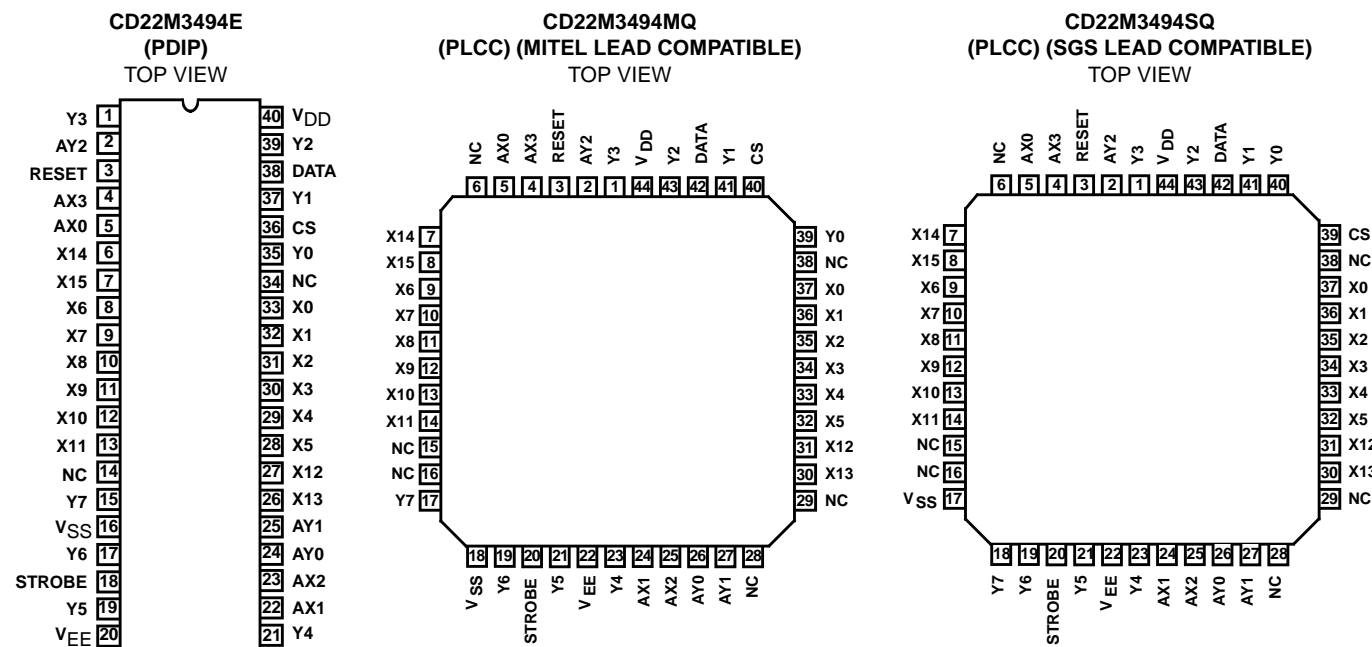 CD22M3494E
(PDIP)
TOP VIEW
Y3 1
AY2 2
RESET 3
AX3 4
AX0 5
X14 6
X15 7
X6 8
X7 9
X8 10
X9 11
X10 12
X11 13
NC 14
Y7 15
VSS 16
Y6 17
STROBE 18
Y5 19
VEE 20
40 VDD
39 Y2
38 DATA
37 Y1
36 CS
35 Y0
34 NC
33 X0
32 X1
31 X2
30 X3
29 X4
28 X5
27 X12
26 X13
25 AY1
24 AY0
23 AX2
22 AX1
21 Y4
CD22M3494MQ
(PLCC) (MITEL LEAD COMPATIBLE)
TOP VIEW
NC AX0 AX3 RESET AY2 Y3 VDD Y2 DATA Y1 CS
6 5 4 3 2 1 44 43 42 41 40
X14 7
X15 8
X6 9
X7 10
X8 11
X9 12
X10 13
X11 14
NC 15
NC 16
Y7 17
39 Y0
38 NC
37 X0
36 X1
35 X2
34 X3
33 X4
32 X5
31 X12
30 X13
29 NC
18 19 20 21 22 23 24 25 26 27 28
VSS Y6 STROBE Y5 VEE Y4 AX1 AX2 AY0 AY1 NC
CD22M3494SQ
(PLCC) (SGS LEAD COMPATIBLE)
TOP VIEW
NC AX0 AX3 RESET AY2 Y3 VDD Y2 DATA Y1 Y0
6 5 4 3 2 1 44 43 42 41 40
X14 7
X15 8
X6 9
X7 10
X8 11
X9 12
X10 13
X11 14
NC 15
NC 16
VSS 17
39 CS
38 NC
37 X0
36 X1
35 X2
34 X3
33 X4
32 X5
31 X12
30 X13
29 NC
18 19 20 21 22 23 24 25 26 27 28
Y7 Y6 STROBE Y5 VEE Y4 AX1 AX2 AY0 AY1 NC